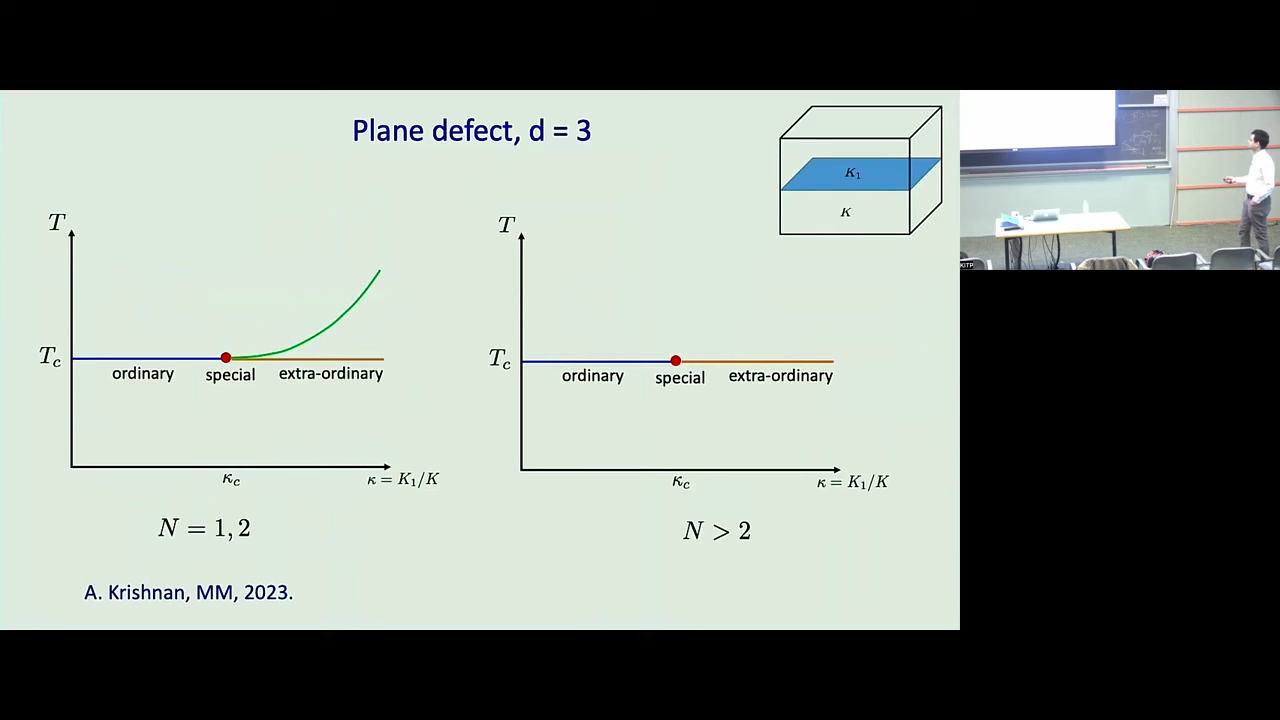 Plane defect, d = 3
K₁
K
T
T_c
ordinary
special
extra-ordinary
κ_c
κ = K₁/K
N = 1, 2
T
T_c
ordinary
special
extra-ordinary
κ_c
κ = K₁/K
N > 2
A. Krishnan, MM, 2023.
KITP